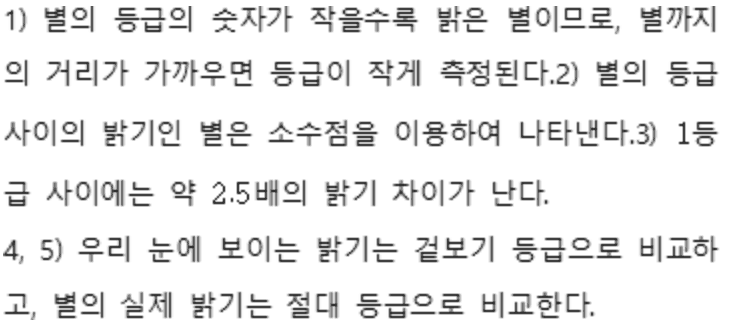 1) 별의 등급의 숫자가 작을수록 밝은 별이므로, 별까지
의 거리가 가까우면 등급이 작게 측정된다.2) 별의 등급
사이의 밝기인 별은 소수점을 이용하여 나타낸다.3) 1등
급 사이에는 약 2.5배의 밝기 차이가 난다.
4, 5) 우리 눈에 보이는 밝기는 겉보기 등급으로 비교하
고, 별의 실제 밝기는 절대 등급으로 비교한다.